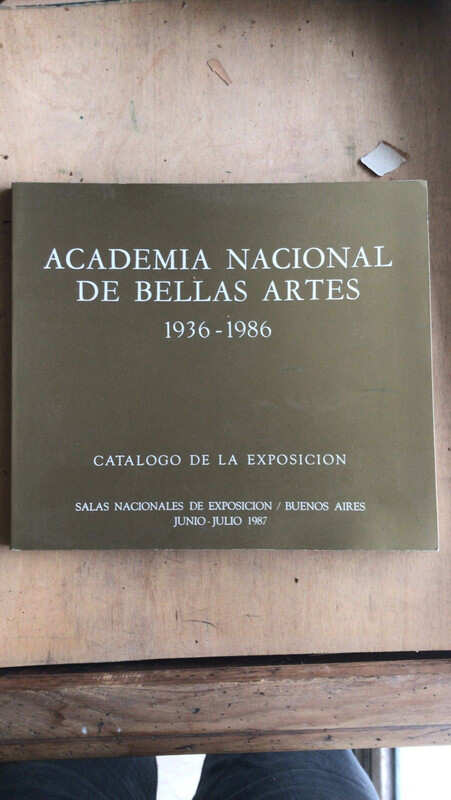 ACADEMIA NACIONAL
DE BELLAS ARTES
1936-1986
CATALOGO DE LA EXPOSICION
SALAS NACIONALES DE EXPOSICION / BUENOS AIRES
JUNIO-JULIO 1987